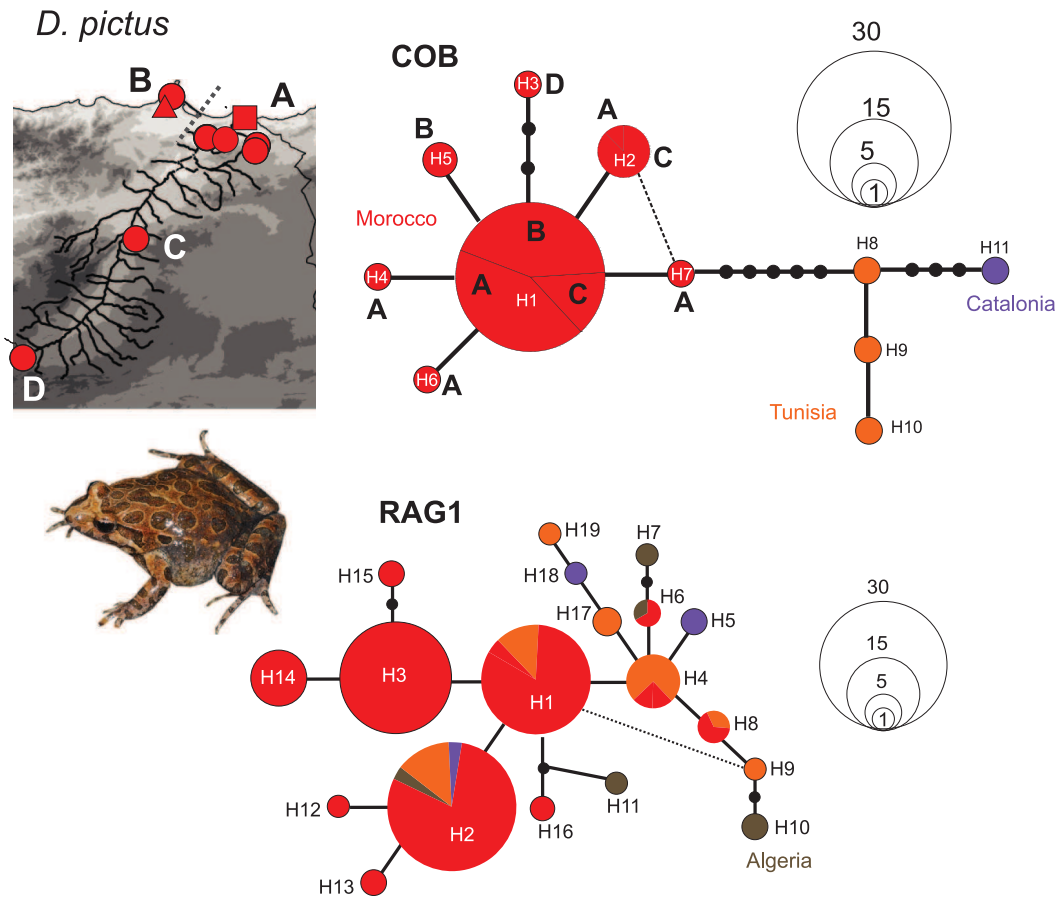 D. pictus
B
A
C
D
COB
30
15
5
1
H3 D
A
B
H5
H2 C
Morocco
B
H8
H11
H4
A
H1
C
H7
A
A
Catalonia
H6 A
H9
Tunisia
H10
RAG1
H19
H7
H15
H18
H6
30
H17
H5
15
H14
H3
H1
H4
5
H8
1
H9
H12
H2
H11
H16
H10
H13
Algeria